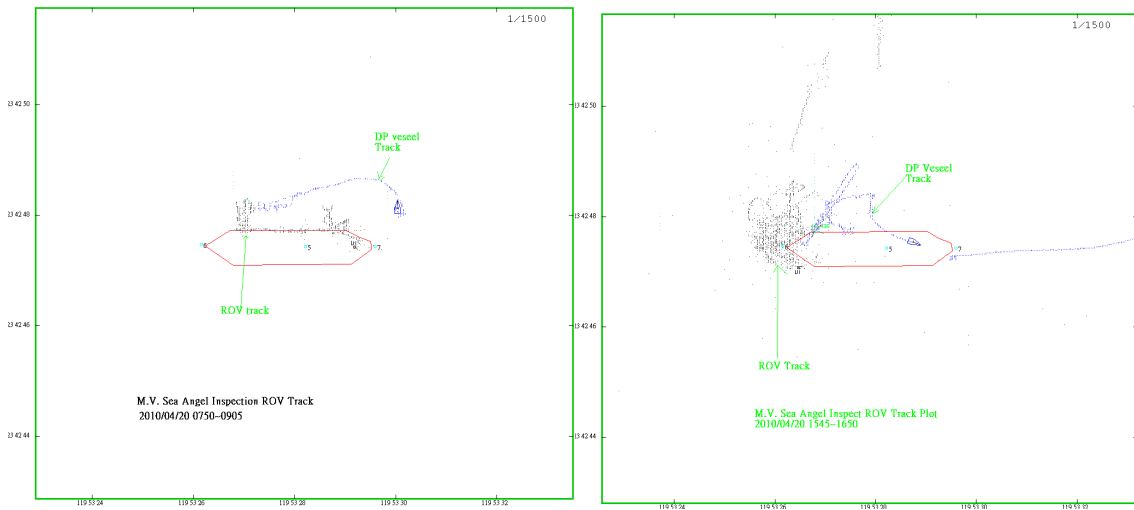 1/1500
23 42 50
DP veseel
Track
23 42 48
6
5
7
ROV track
23 42 46
M.V. Sea Angel Inspection ROV Track
2010/04/20 0750~0905
23 42 44
119 53 24
119 53 26
119 53 28
119 53 30
119 53 32
1/1500
23 42 50
DP Vessel
Track
23 42 48
5
7
23 42 46
ROV Track
M.V. Sea Angel Inspect ROV Track Plot
2010/04/20 1545~1650
23 42 44
119 53 24
119 53 26
119 53 28
119 53 30
119 53 32